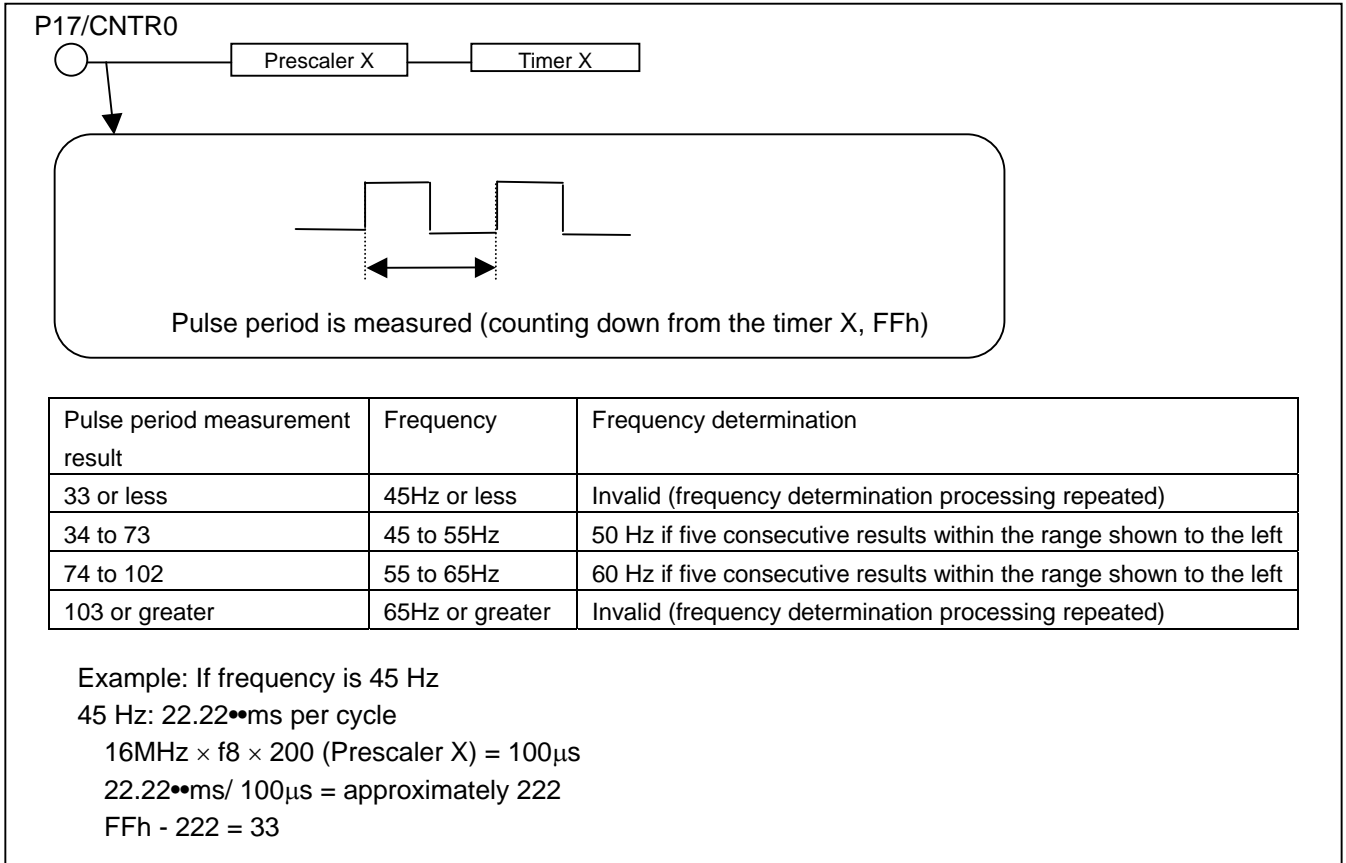 P17/CNTR0
Prescaler X
Timer X
Pulse period is measured (counting down from the timer X, FFh)
Pulse period measurement result Frequency Frequency determination
33 or less 45Hz or less Invalid (frequency determination processing repeated)
34 to 73 45 to 55Hz 50 Hz if five consecutive results within the range shown to the left
74 to 102 55 to 65Hz 60 Hz if five consecutive results within the range shown to the left
103 or greater 65Hz or greater Invalid (frequency determination processing repeated)
Example: If frequency is 45 Hz
45 Hz: 22.22••ms per cycle
16MHz × f8 × 200 (Prescaler X) = 100μs
22.22••ms/ 100μs = approximately 222
FFh - 222 = 33